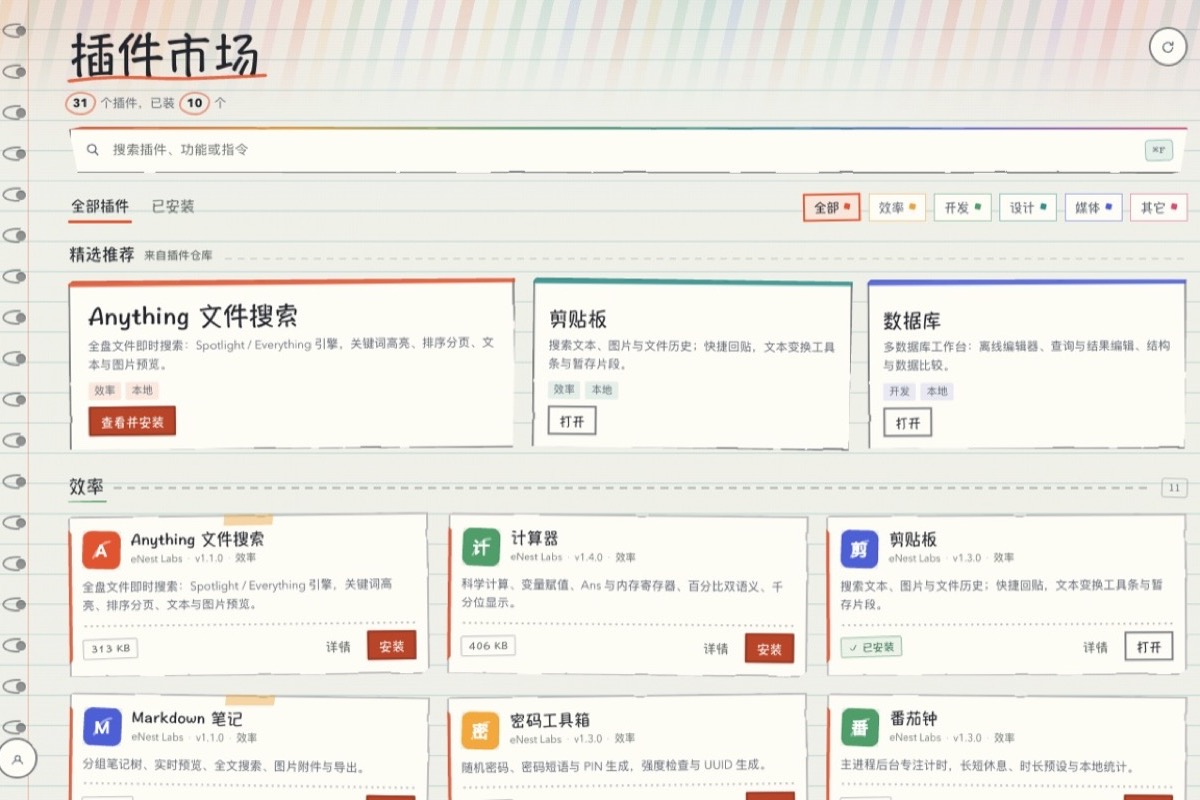 插件市场
31 个插件，已装 10 个
搜索插件、功能或指令 ⌘F
全部插件 已安装 全部 效率 开发 设计 媒体 其它
精选推荐 来自插件仓库
Anything 文件搜索
全盘文件即时搜索：Spotlight / Everything 引擎，关键词高亮、排序分页、文
本与图片预览。
效率 本地
查看并安装
剪贴板
搜索文本、图片与文件历史；快捷回贴，文本变换工具
条与暂存片段。
效率 本地
打开
数据库
多数据库工作台：离线编辑器、查询与结果编辑、结构
与数据比较。
开发 本地
打开
效率 11
A Anything 文件搜索
eNest Labs · v1.1.0 · 效率
全盘文件即时搜索：Spotlight / Everything 引擎，关键词高
亮、排序分页、文本与图片预览。
313 KB 详情 安装
计 计算器
eNest Labs · v1.4.0 · 效率
科学计算、变量赋值、Ans 与内存寄存器、百分比双语义、千
分位显示。
406 KB 详情 安装
剪 剪贴板
eNest Labs · v1.3.0 · 效率
搜索文本、图片与文件历史；快捷回贴，文本变换工具条与暂
存片段。
✓ 已安装 详情 打开
M Markdown 笔记
eNest Labs · v1.1.0 · 效率
分组笔记树、实时预览、全文搜索、图片附件与导出。
密 密码工具箱
eNest Labs · v1.3.0 · 效率
随机密码、密码短语与 PIN 生成，强度检查与 UUID 生成。
番 番茄钟
eNest Labs · v1.3.0 · 效率
主进程后台专注计时，长短休息、时长预设与本地统计。